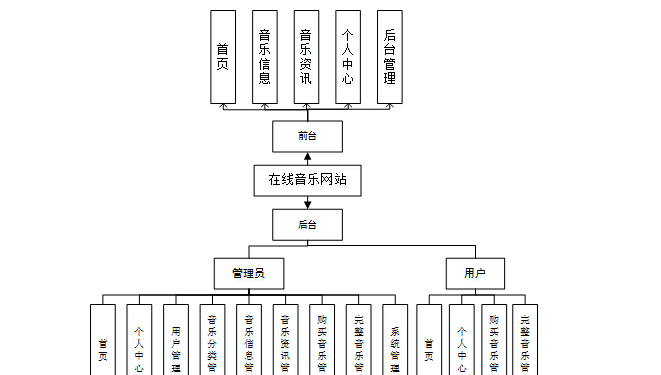 首页
音乐信息
音乐资讯
个人中心
后台管理
前台
在线音乐网站
后台
管理员
用户
首页
个人中心
用户管理
音乐分类管
音乐信息管
音乐资讯管
购买音乐管
完整音乐管
系统管理
首页
个人中心
购买音乐管
完整音乐管